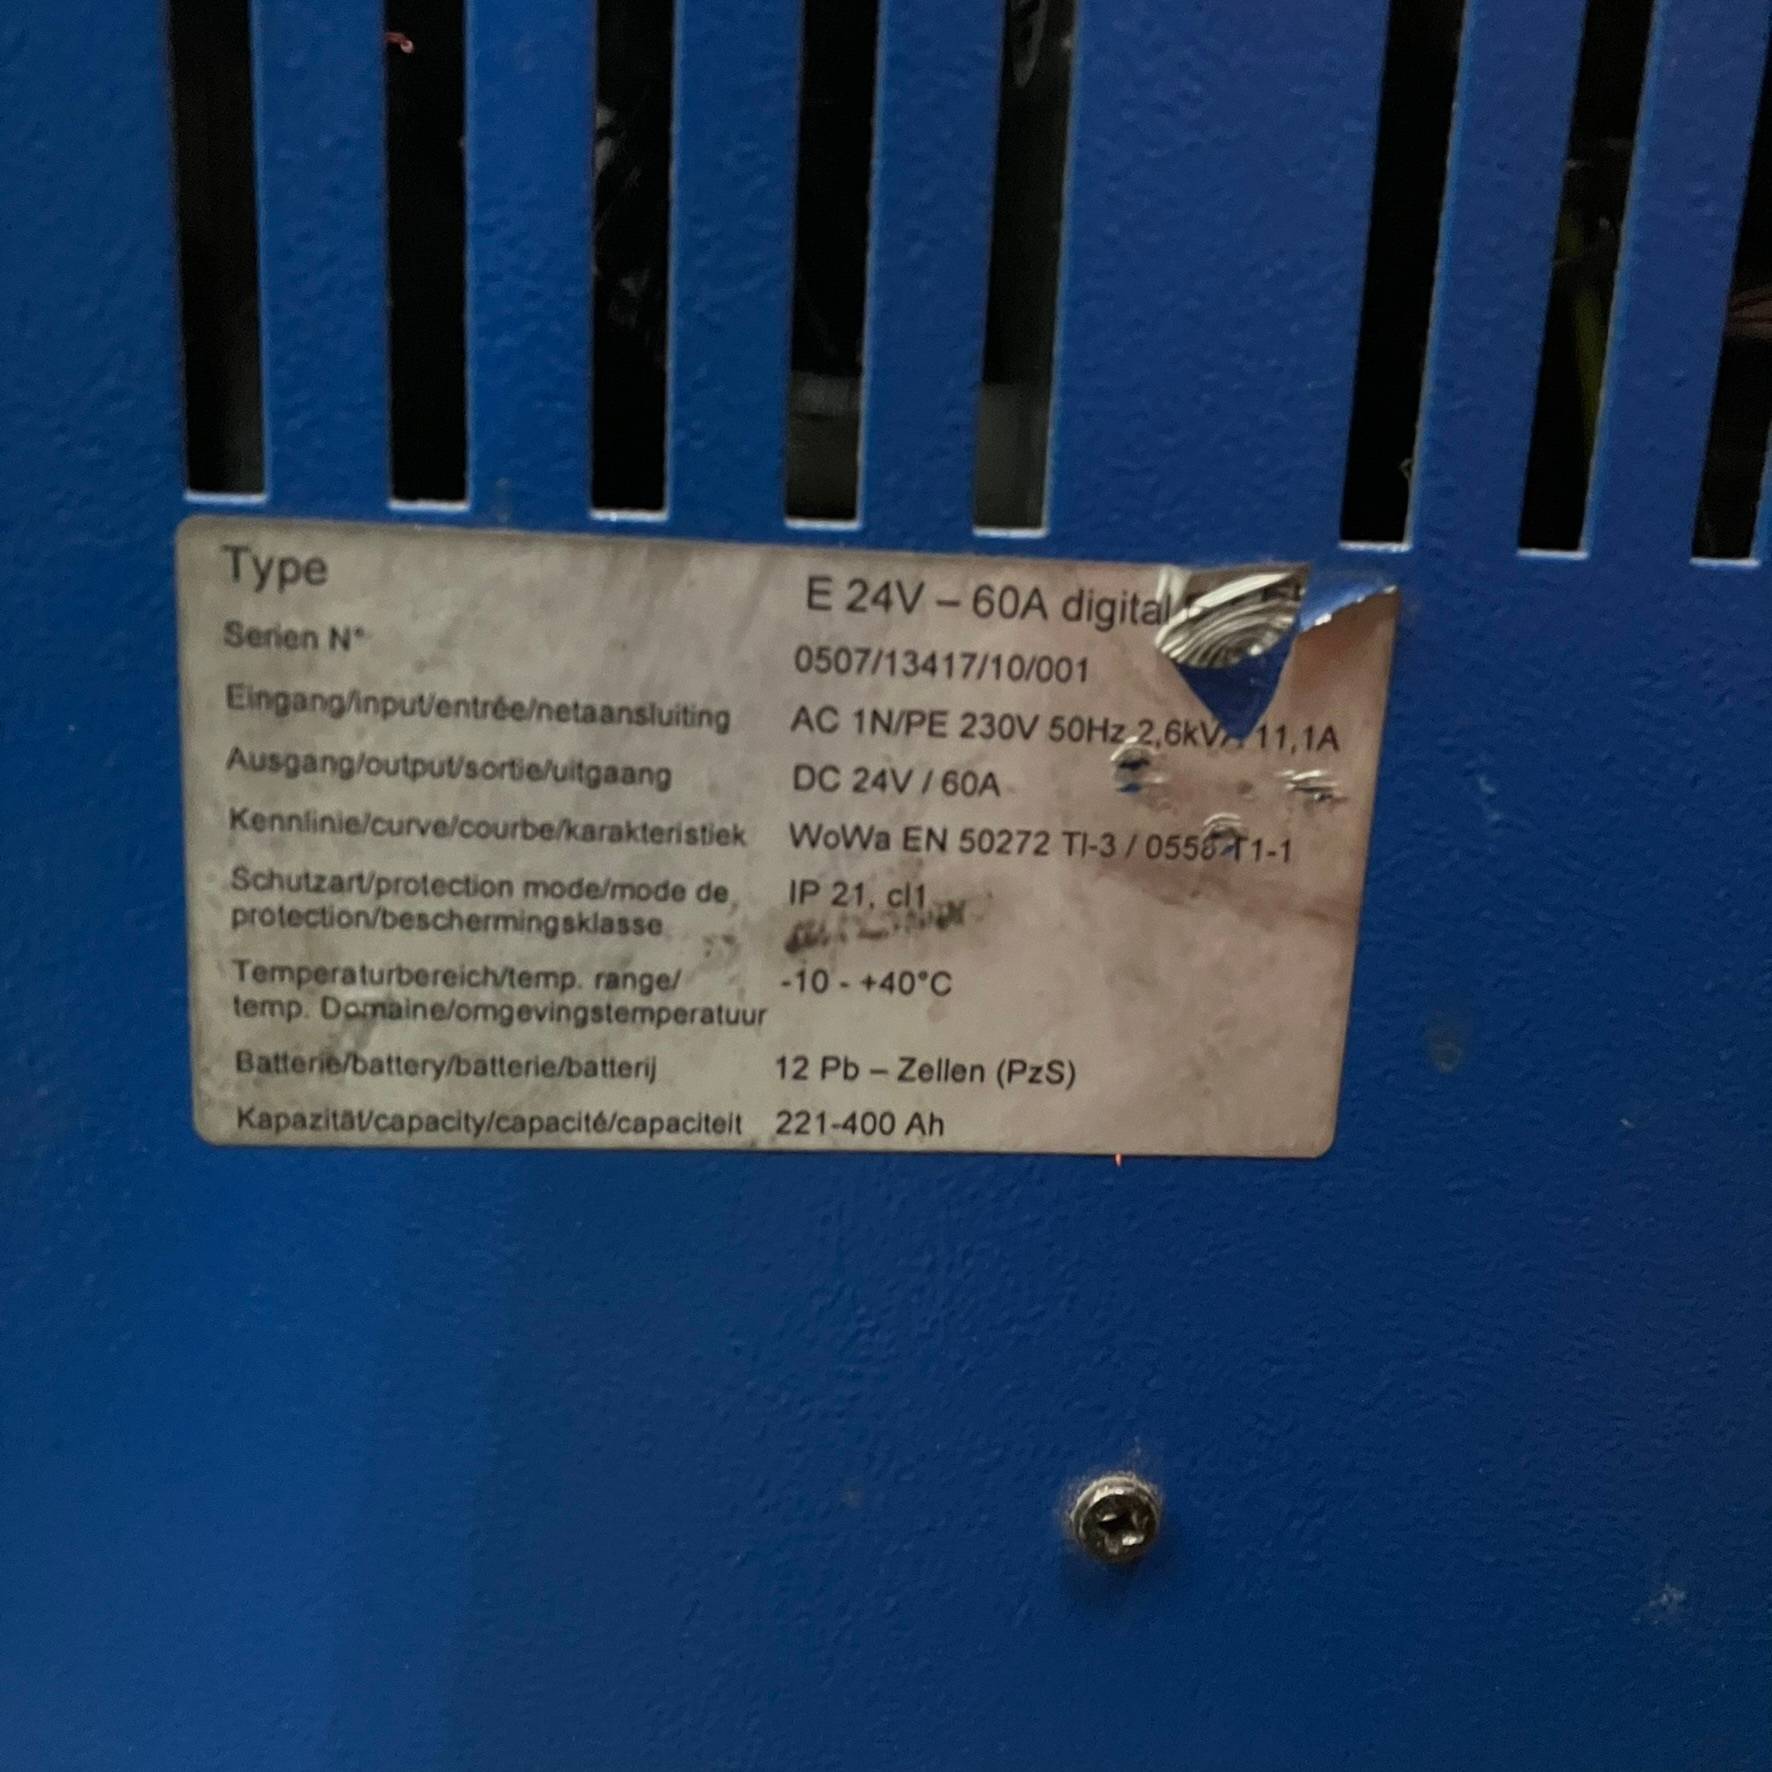 Type E 24V – 60A digital
Serien N° 0507/13417/10/001
Eingang/input/entrée/netaansluiting AC 1N/PE 230V 50Hz 2,6kVA 11,1A
Ausgang/output/sortie/uitgaang DC 24V / 60A
Kennlinie/curve/courbe/karakteristiek WoWa EN 50272 TI-3 / 0558 T1-1
Schutzart/protection mode/mode de IP 21, cl1
protection/beschermingsklasse
Temperaturbereich/temp. range/ -10 - +40°C
temp. Domaine/omgevingstemperatuur
Batterie/battery/batterie/batterij 12 Pb – Zellen (PzS)
Kapazität/capacity/capacité/capaciteit 221-400 Ah